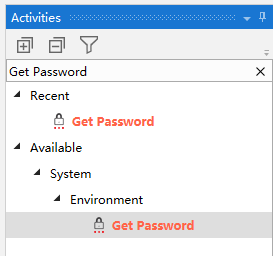 Activities
Get Password
Recent
Get Password
Available
System
Environment
Get Password